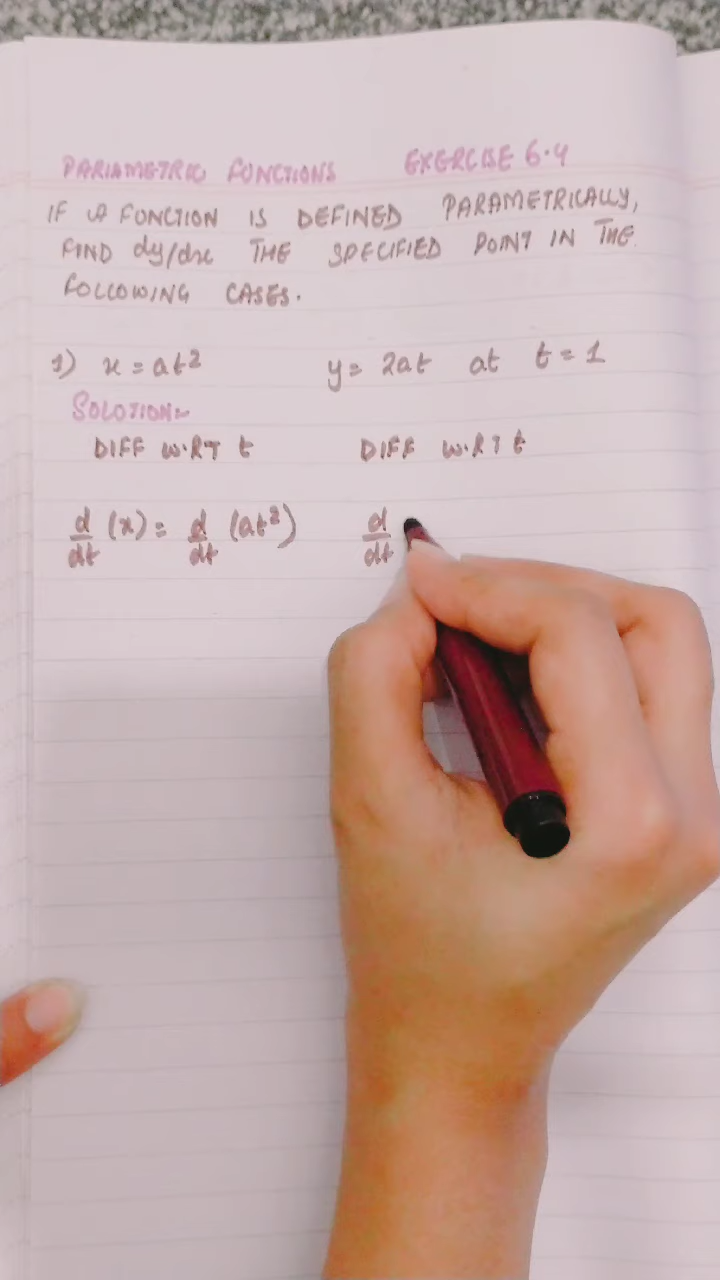 PARAMETRIC FUNCTIONS EXERCISE 6.4
IF A FUNCTION IS DEFINED PARAMETRICALLY,
FIND dy/dx THE SPECIFIED POINT IN THE
FOLLOWING CASES.
1) x = at² y = 2at at t = 1
SOLUTION:-
DIFF W.R.T t DIFF W.R.T t
d/dt (x) = d/dt (at²) d/dt